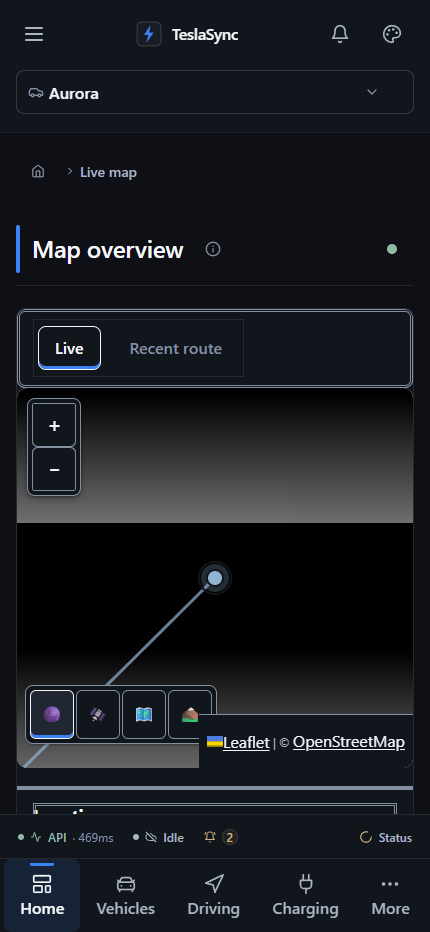 TeslaSync
Aurora
Live map
Map overview
Live
Recent route
+
−
Leaflet | © OpenStreetMap
API · 469ms
Idle
2
Status
Home
Vehicles
Driving
Charging
More